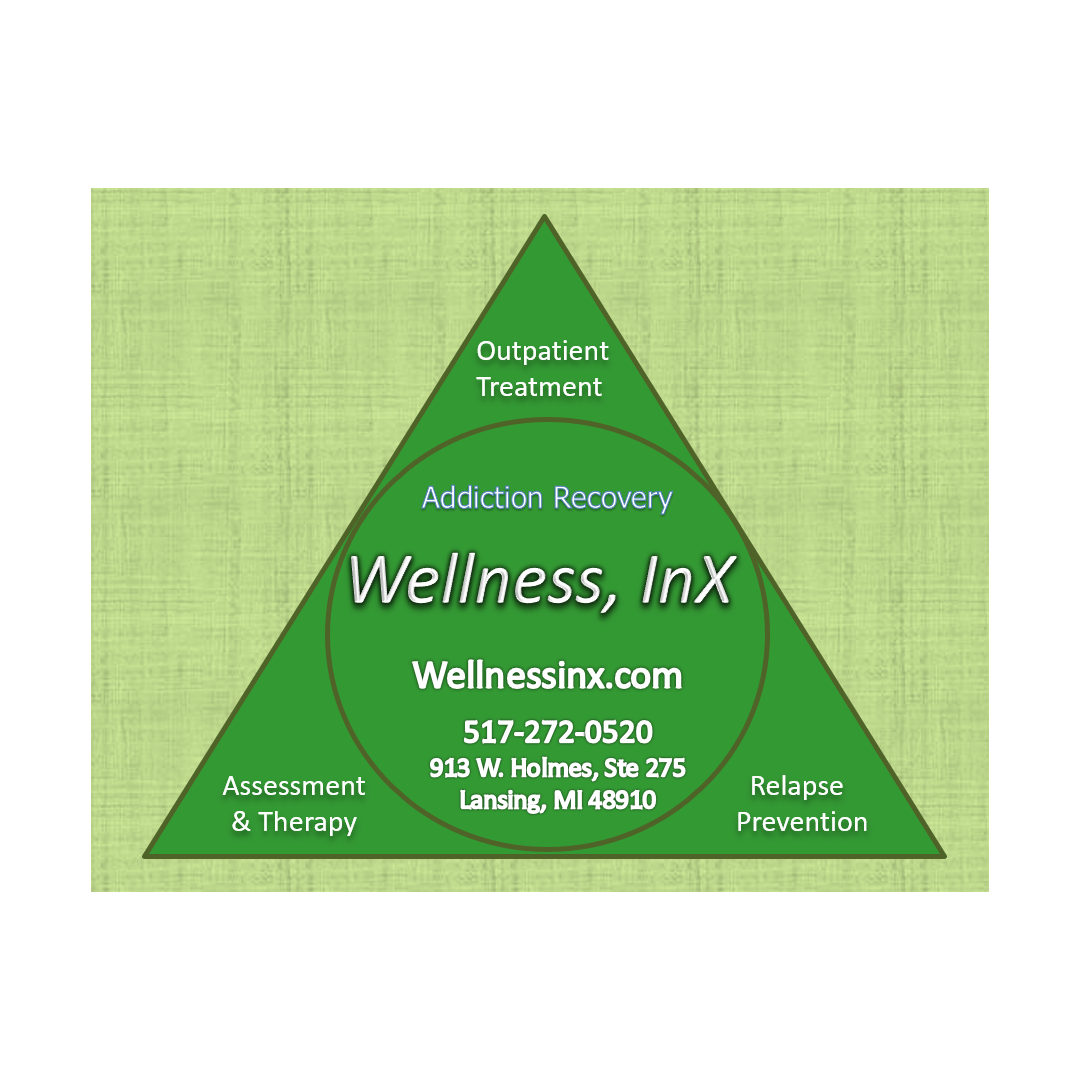 Outpatient
Treatment
Addiction Recovery
Wellness, InX
Wellnessinx.com
517-272-0520
913 W. Holmes, Ste 275
Lansing, MI 48910
Assessment
& Therapy
Relapse
Prevention